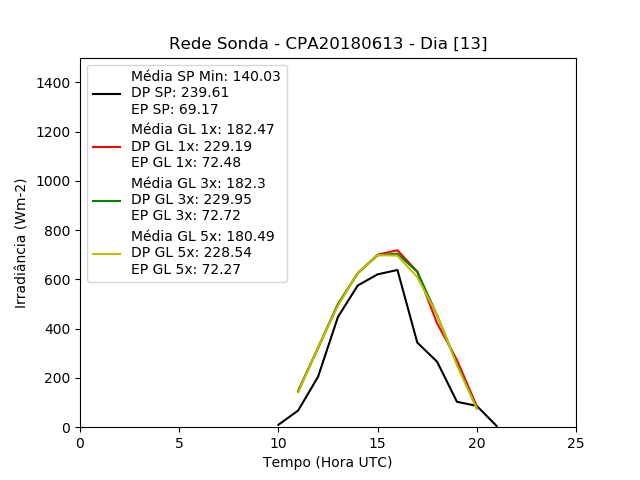 Rede Sonda - CPA20180613 - Dia [13]
Média SP Min: 140.03
DP SP: 239.61
EP SP: 69.17
Média GL 1x: 182.47
DP GL 1x: 229.19
EP GL 1x: 72.48
Média GL 3x: 182.3
DP GL 3x: 229.95
EP GL 3x: 72.72
Média GL 5x: 180.49
DP GL 5x: 228.54
EP GL 5x: 72.27
Irradiância (Wm-2)
1400
1200
1000
800
600
400
200
0
0 5 10 15 20 25
Tempo (Hora UTC)